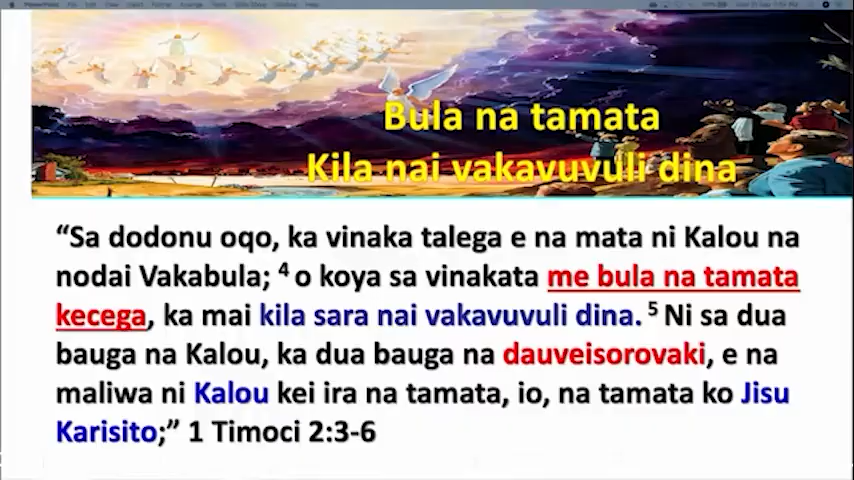 Bula na tamata
Kila nai vakavuvuli dina
“Sa dodonu oqo, ka vinaka talega e na mata ni Kalou na
nodai Vakabula; ⁴ o koya sa vinakata me bula na tamata
kecega, ka mai kila sara nai vakavuvuli dina. ⁵ Ni sa dua
bauga na Kalou, ka dua bauga na dauveisorovaki, e na
maliwa ni Kalou kei ira na tamata, io, na tamata ko Jisu
Karisito;” 1 Timoci 2:3-6